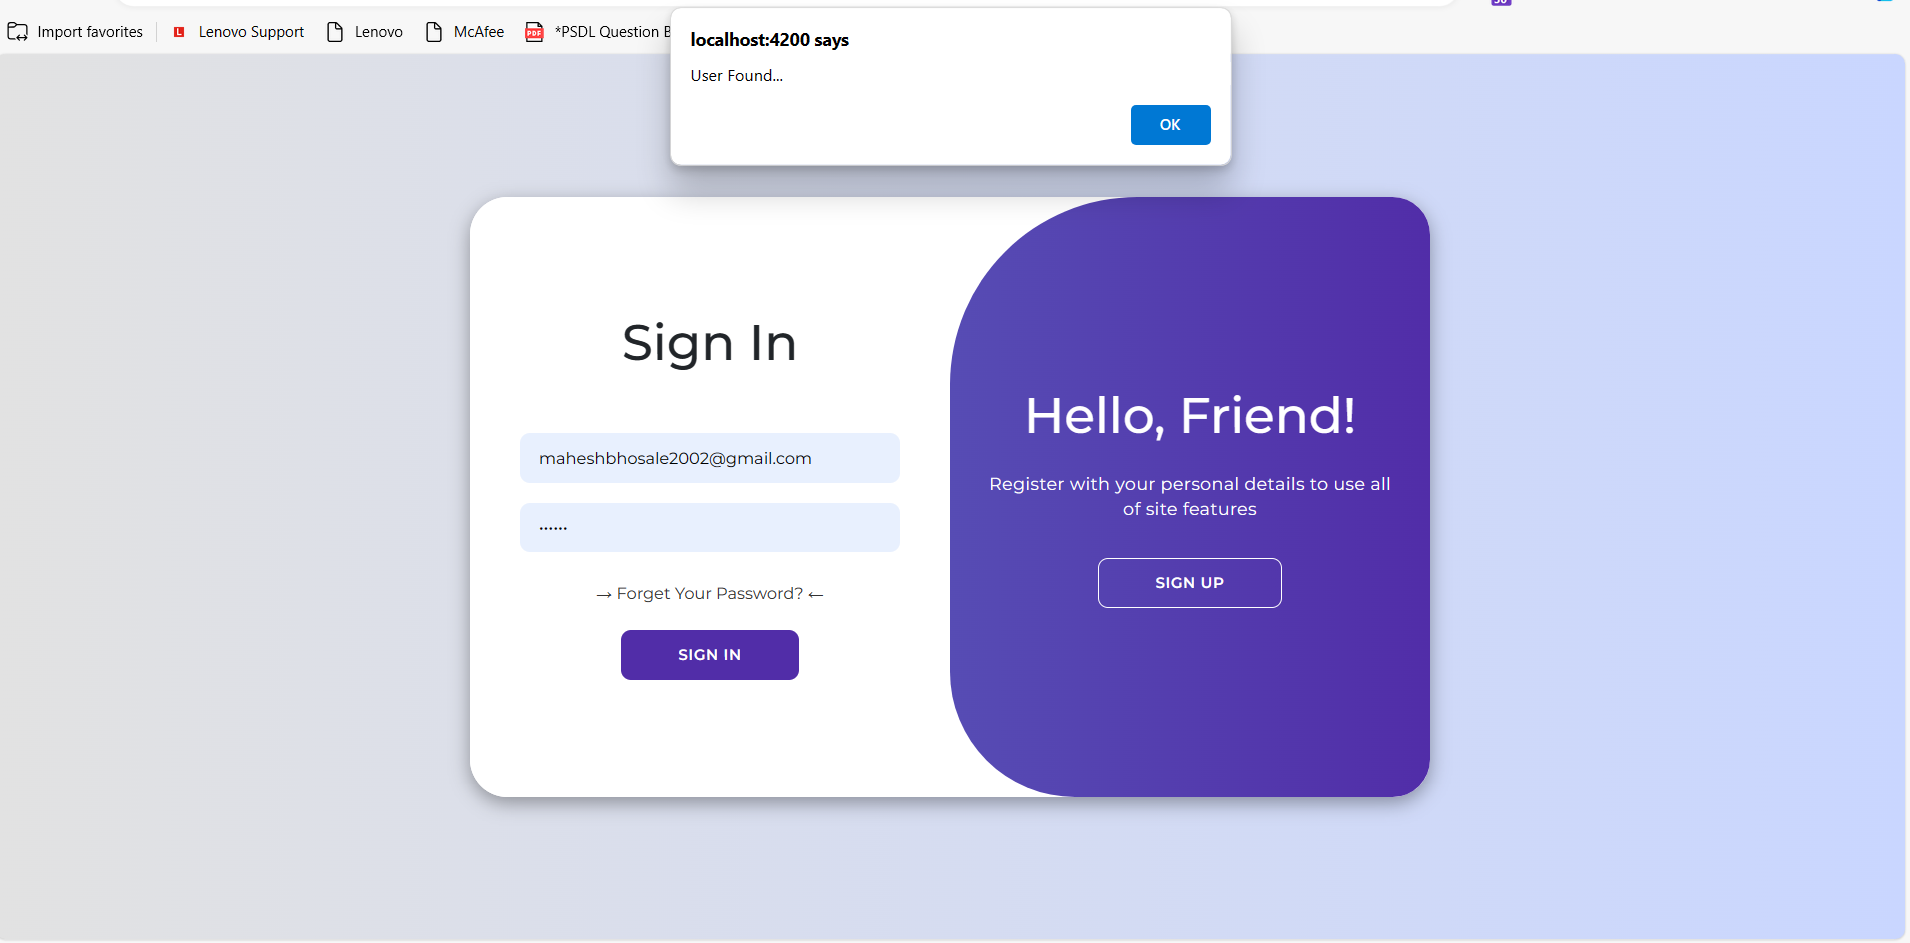 Import favorites
Lenovo Support
Lenovo
McAfee
*PSDL Question
localhost:4200 says
User Found...
OK
Sign In
maheshbhosale2002@gmail.com
→ Forget Your Password? ←
SIGN IN
Hello, Friend!
Register with your personal details to use all
of site features
SIGN UP